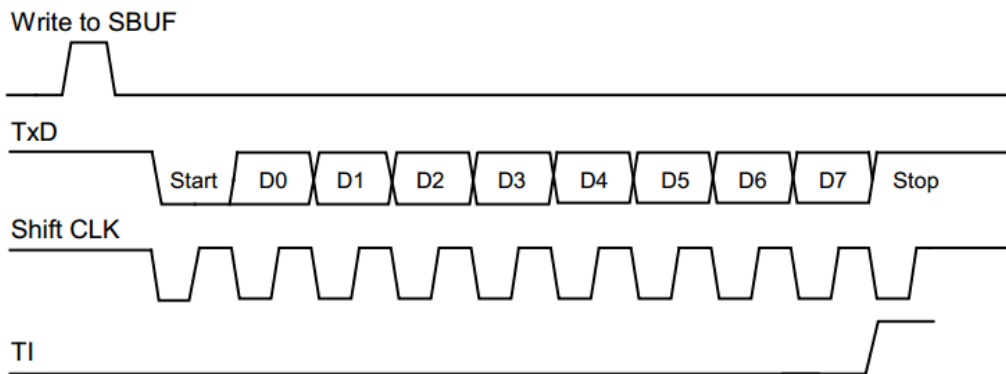 Write to SBUF
TxD
Start D0 D1 D2 D3 D4 D5 D6 D7 Stop
Shift CLK
TI